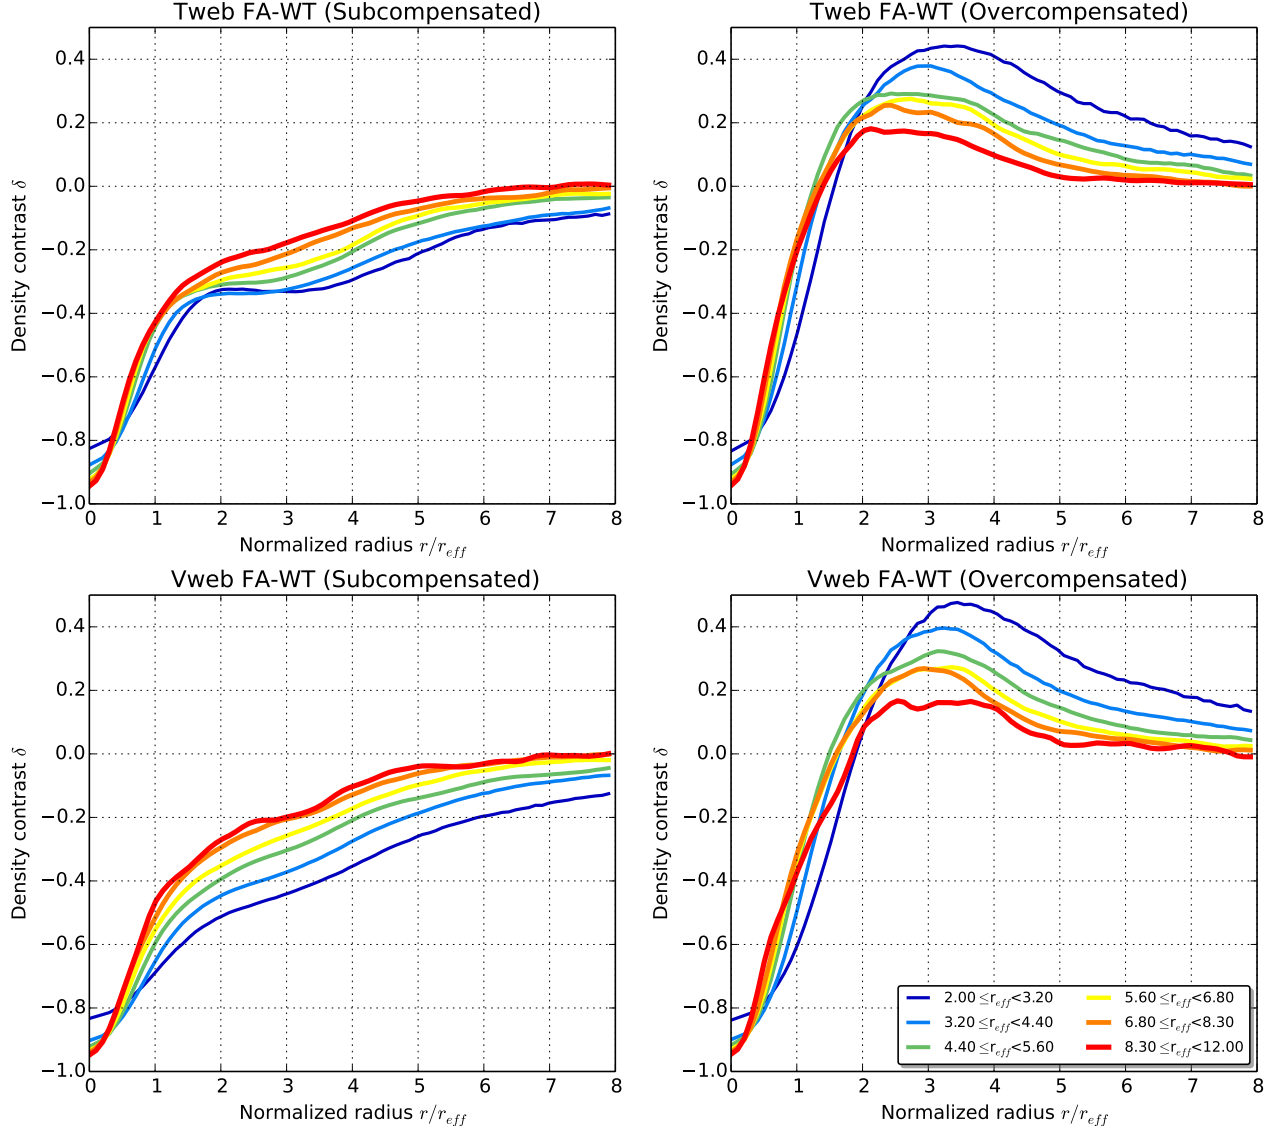 Tweb FA-WT (Subcompensated)
0.4
0.2
0.0
−0.2
−0.4
−0.6
−0.8
−1.0
Density contrast δ
0 1 2 3 4 5 6 7 8
Normalized radius r/r_eff
Tweb FA-WT (Overcompensated)
0.4
0.2
0.0
−0.2
−0.4
−0.6
−0.8
−1.0
Density contrast δ
0 1 2 3 4 5 6 7 8
Normalized radius r/r_eff
Vweb FA-WT (Subcompensated)
0.4
0.2
0.0
−0.2
−0.4
−0.6
−0.8
−1.0
Density contrast δ
0 1 2 3 4 5 6 7 8
Normalized radius r/r_eff
Vweb FA-WT (Overcompensated)
0.4
0.2
0.0
−0.2
−0.4
−0.6
−0.8
−1.0
Density contrast δ
0 1 2 3 4 5 6 7 8
Normalized radius r/r_eff
2.00 ≤r_eff<3.20
3.20 ≤r_eff<4.40
4.40 ≤r_eff<5.60
5.60 ≤r_eff<6.80
6.80 ≤r_eff<8.30
8.30 ≤r_eff<12.00